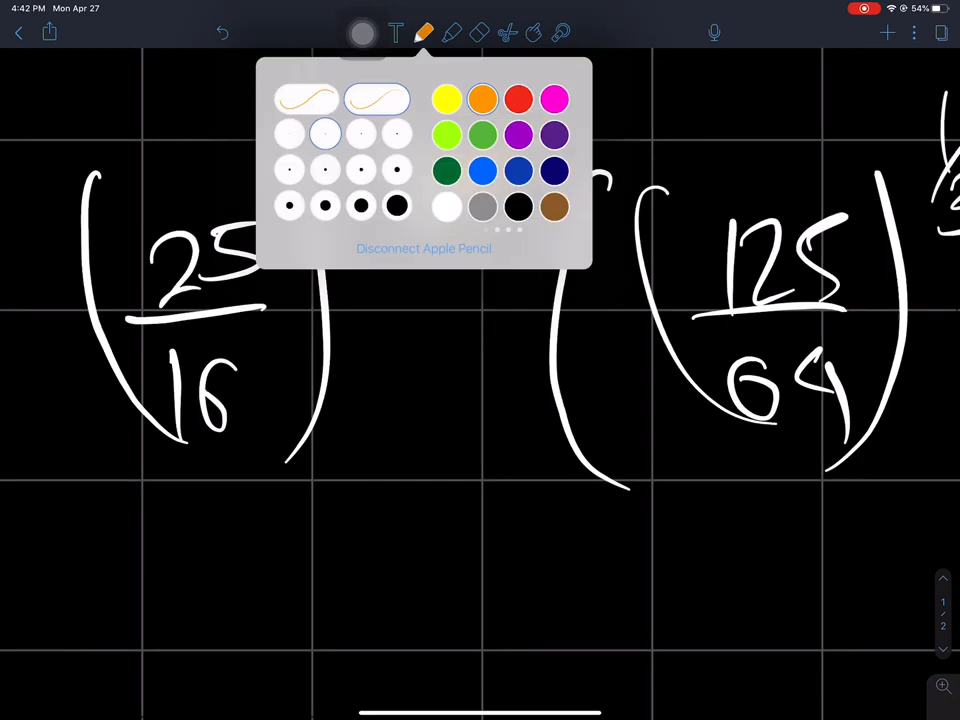 4:42 PM Mon Apr 27
54%
T
Disconnect Apple Pencil
( 25 ) ( ( 125 )
16 64
1
2